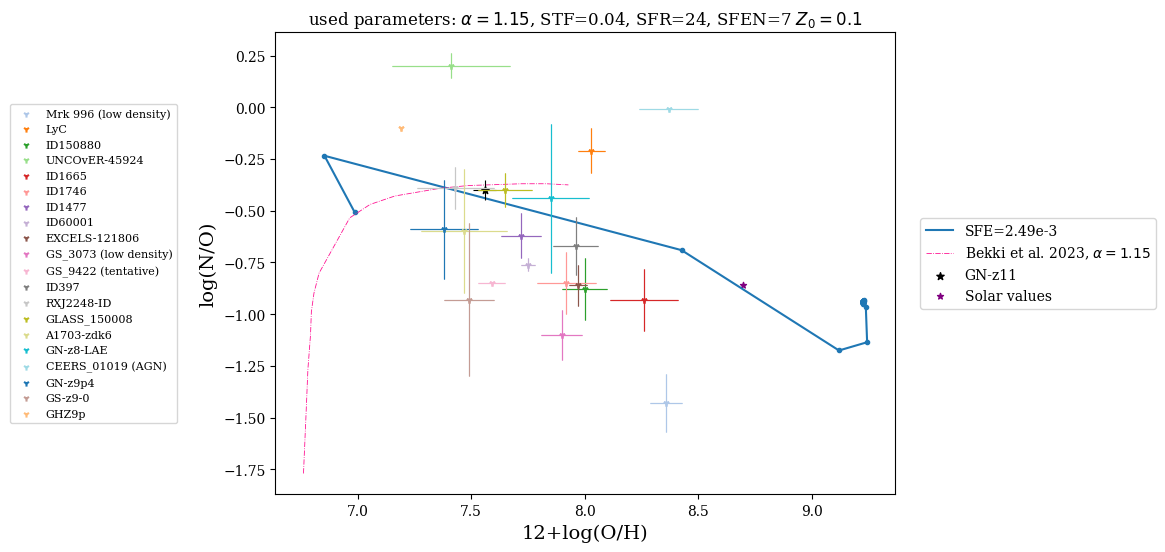 used parameters: α = 1.15, STF=0.04, SFR=24, SFEN=7 Z₀ = 0.1
Mrk 996 (low density)
LyC
ID150880
UNCOvER-45924
ID1665
ID1746
ID1477
ID60001
EXCELS-121806
GS_3073 (low density)
GS_9422 (tentative)
ID397
RXJ2248-ID
GLASS_150008
A1703-zdk6
GN-z8-LAE
CEERS_01019 (AGN)
GN-z9p4
GS-z9-0
GHZ9p
log(N/O)
0.25
0.00
−0.25
−0.50
−0.75
−1.00
−1.25
−1.50
−1.75
7.0
7.5
8.0
8.5
9.0
12+log(O/H)
SFE=2.49e-3
Bekki et al. 2023, α = 1.15
GN-z11
Solar values